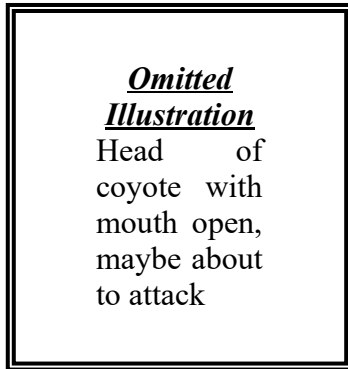 Omitted
Illustration
Head of
coyote with
mouth open,
maybe about
to attack